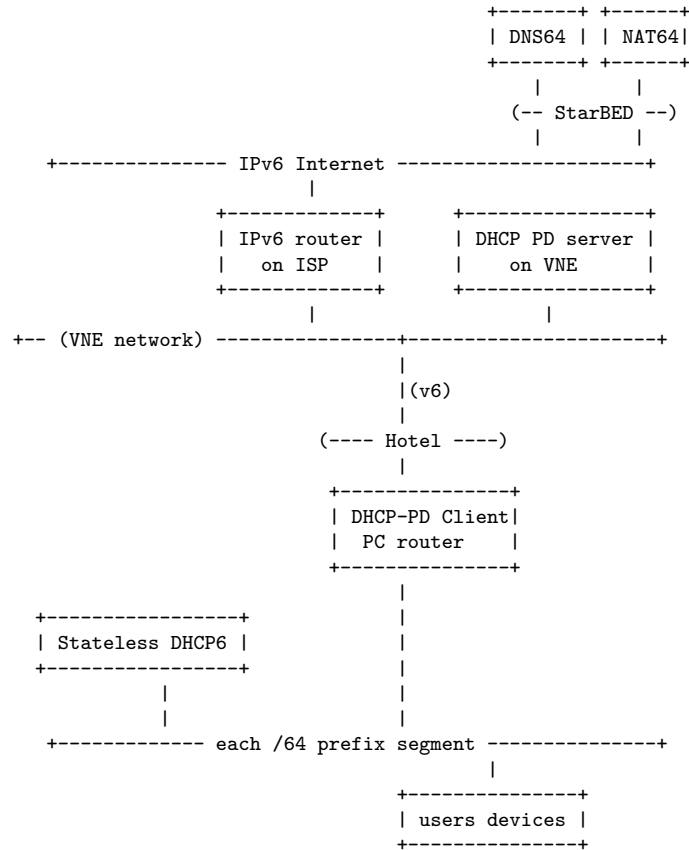 +-------+ +------+
| DNS64 | | NAT64|
+-------+ +------+
|        |
(-- StarBED --)
|        |
+--------------- IPv6 Internet ----------------------+
|
+-------------+      +----------------+
| IPv6 router |      | DHCP PD server |
|   on ISP    |      |    on VNE      |
+-------------+      +----------------+
|                    |
+-- (VNE network) ----------------+----------------------+
|
|(v6)
|
(---- Hotel ----)
|
+---------------+
| DHCP-PD Client|
|  PC router    |
+---------------+
|
+-----------------+             |
| Stateless DHCP6 |             |
+-----------------+             |
|                    |
|                    |
+------------- each /64 prefix segment ---------------+
|
+---------------+
| users devices |
+---------------+